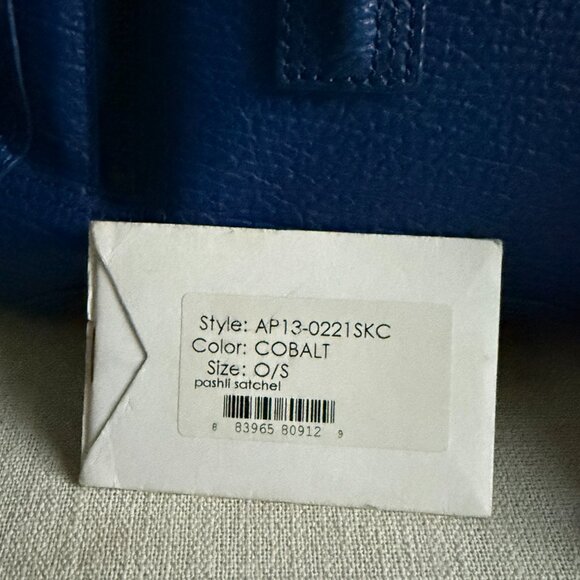 Style: AP13-0221SKC
Color: COBALT
Size: O/S
pashli satchel
8 83965 80912 9